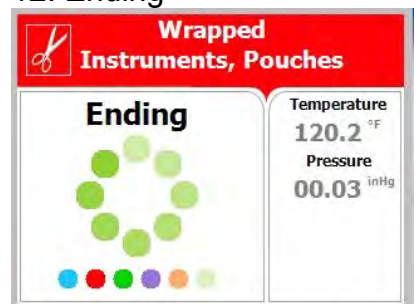 12. Ending
Wrapped
Instruments, Pouches
Ending
Temperature
120.2 °F
Pressure
00.03 inHg